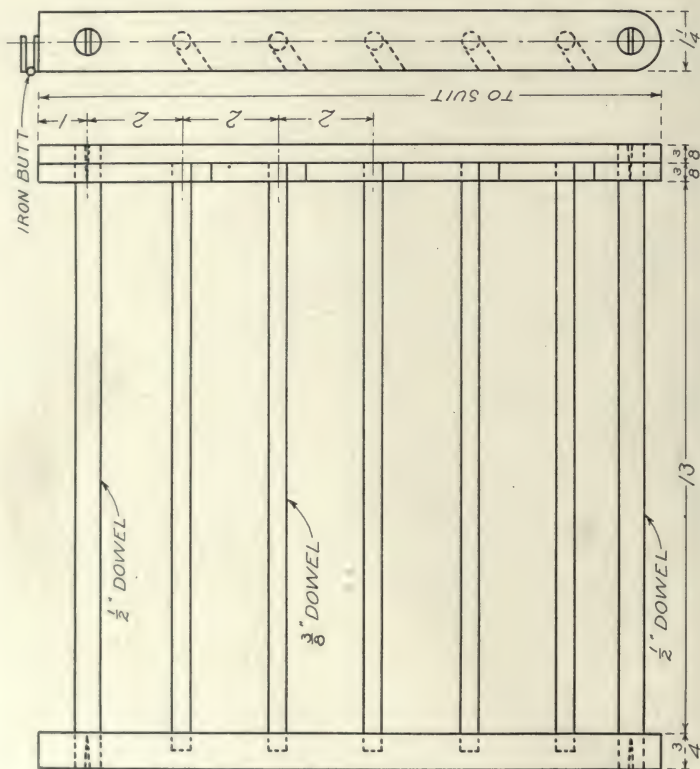 IRON BUTT
1 1/4
TO SUIT
1
2
2
2
3/8
3/8
1/2" DOWEL
3/8" DOWEL
13
1/2" DOWEL
3/4